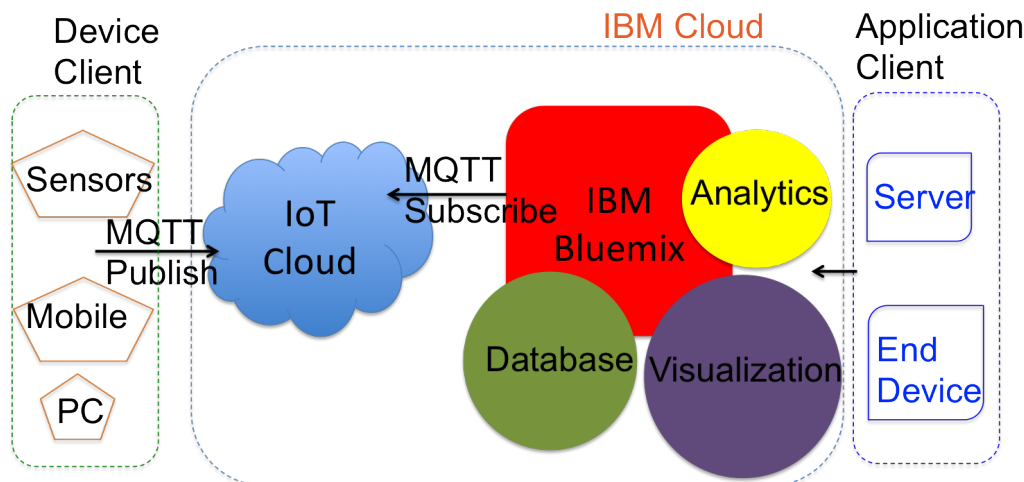 Device
Client
IBM Cloud
Application
Client
Sensors
MQTT
Publish
Mobile
PC
IoT
Cloud
MQTT
Subscribe
IBM
Bluemix
Analytics
Database
Visualization
Server
End
Device